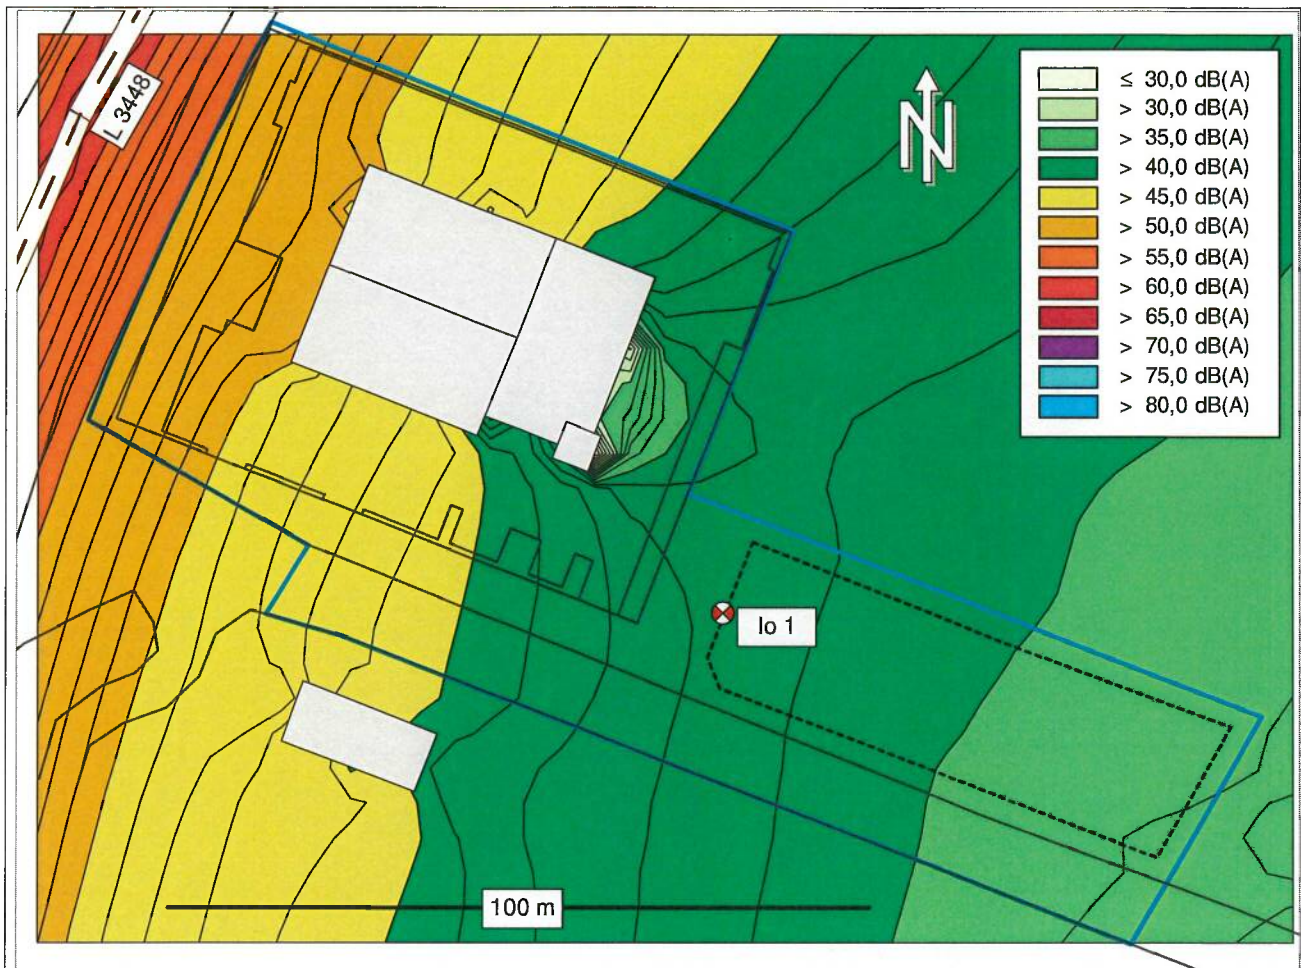 L 3448
N
≤ 30,0 dB(A)
> 30,0 dB(A)
> 35,0 dB(A)
> 40,0 dB(A)
> 45,0 dB(A)
> 50,0 dB(A)
> 55,0 dB(A)
> 60,0 dB(A)
> 65,0 dB(A)
> 70,0 dB(A)
> 75,0 dB(A)
> 80,0 dB(A)
Io 1
100 m